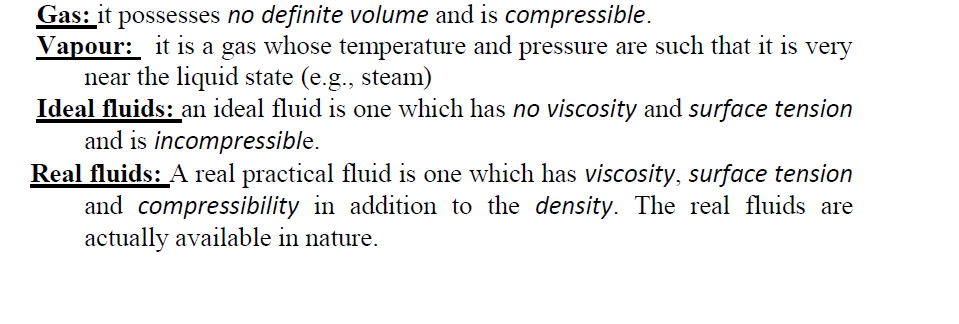 Gas: it possesses no definite volume and is compressible.
Vapour: it is a gas whose temperature and pressure are such that it is very
near the liquid state (e.g., steam)
Ideal fluids: an ideal fluid is one which has no viscosity and surface tension
and is incompressible.
Real fluids: A real practical fluid is one which has viscosity, surface tension
and compressibility in addition to the density. The real fluids are
actually available in nature.